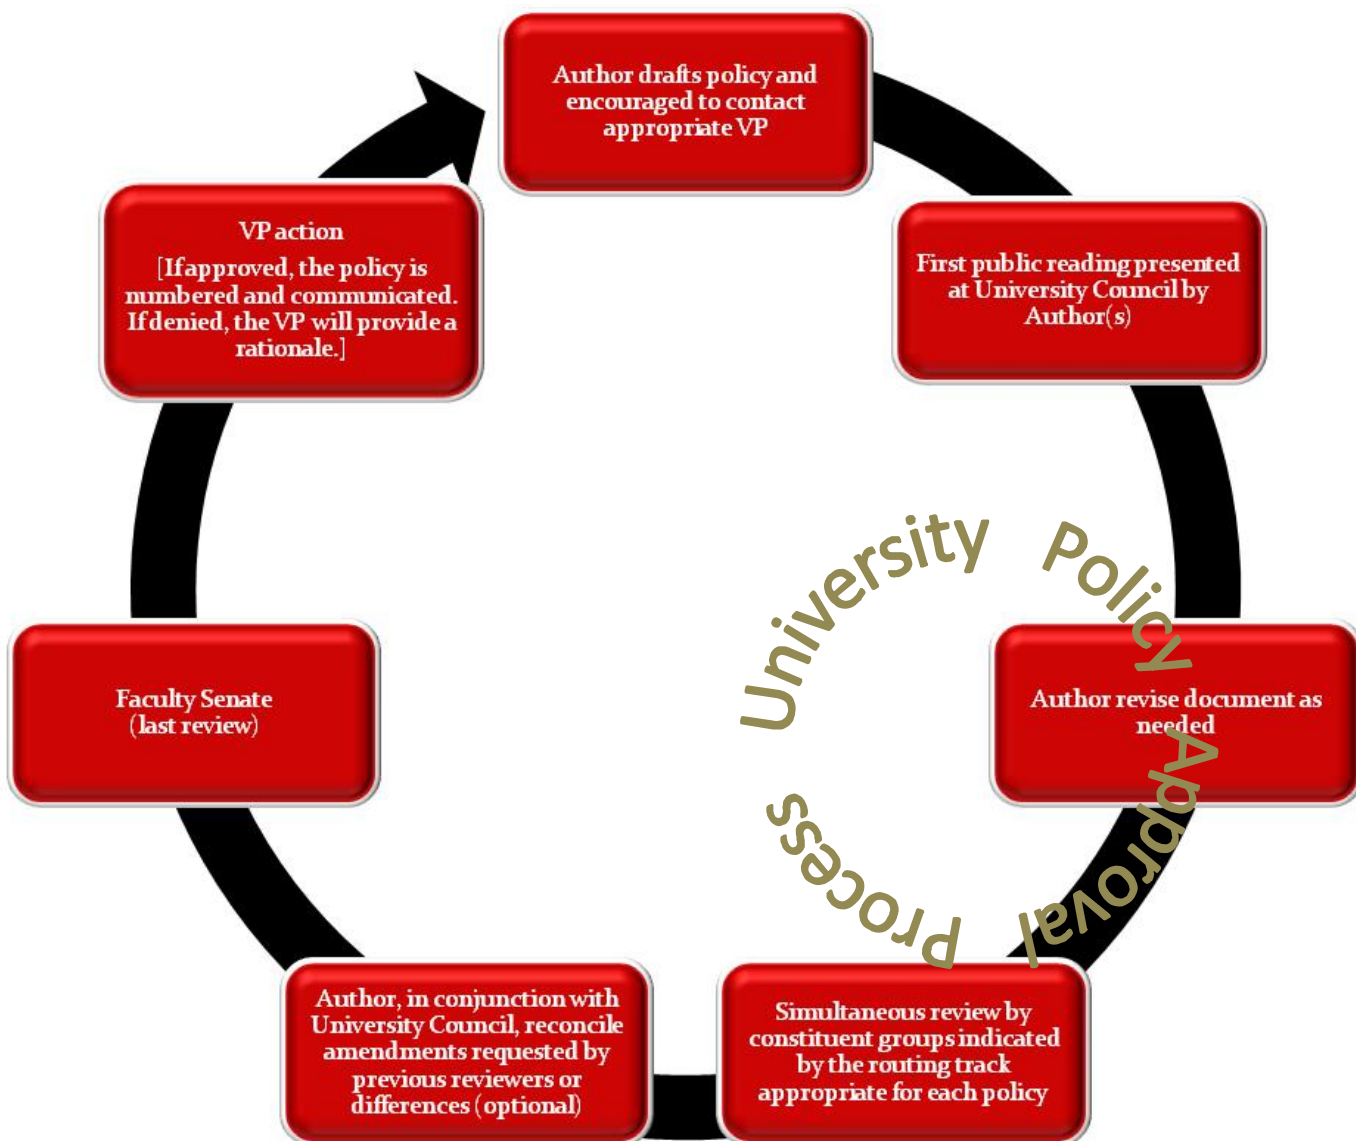 Author drafts policy and
encouraged to contact
appropriate VP
First public reading presented
at University Council by
Author(s)
Author revise document as
needed
Simultaneous review by
constituent groups indicated
by the routing track
appropriate for each policy
Author, in conjunction with
University Council, reconcile
amendments requested by
previous reviewers or
differences (optional)
Faculty Senate
(last review)
VP action
[If approved, the policy is
numbered and communicated.
If denied, the VP will provide a
rationale.]
University Policy Approval Process